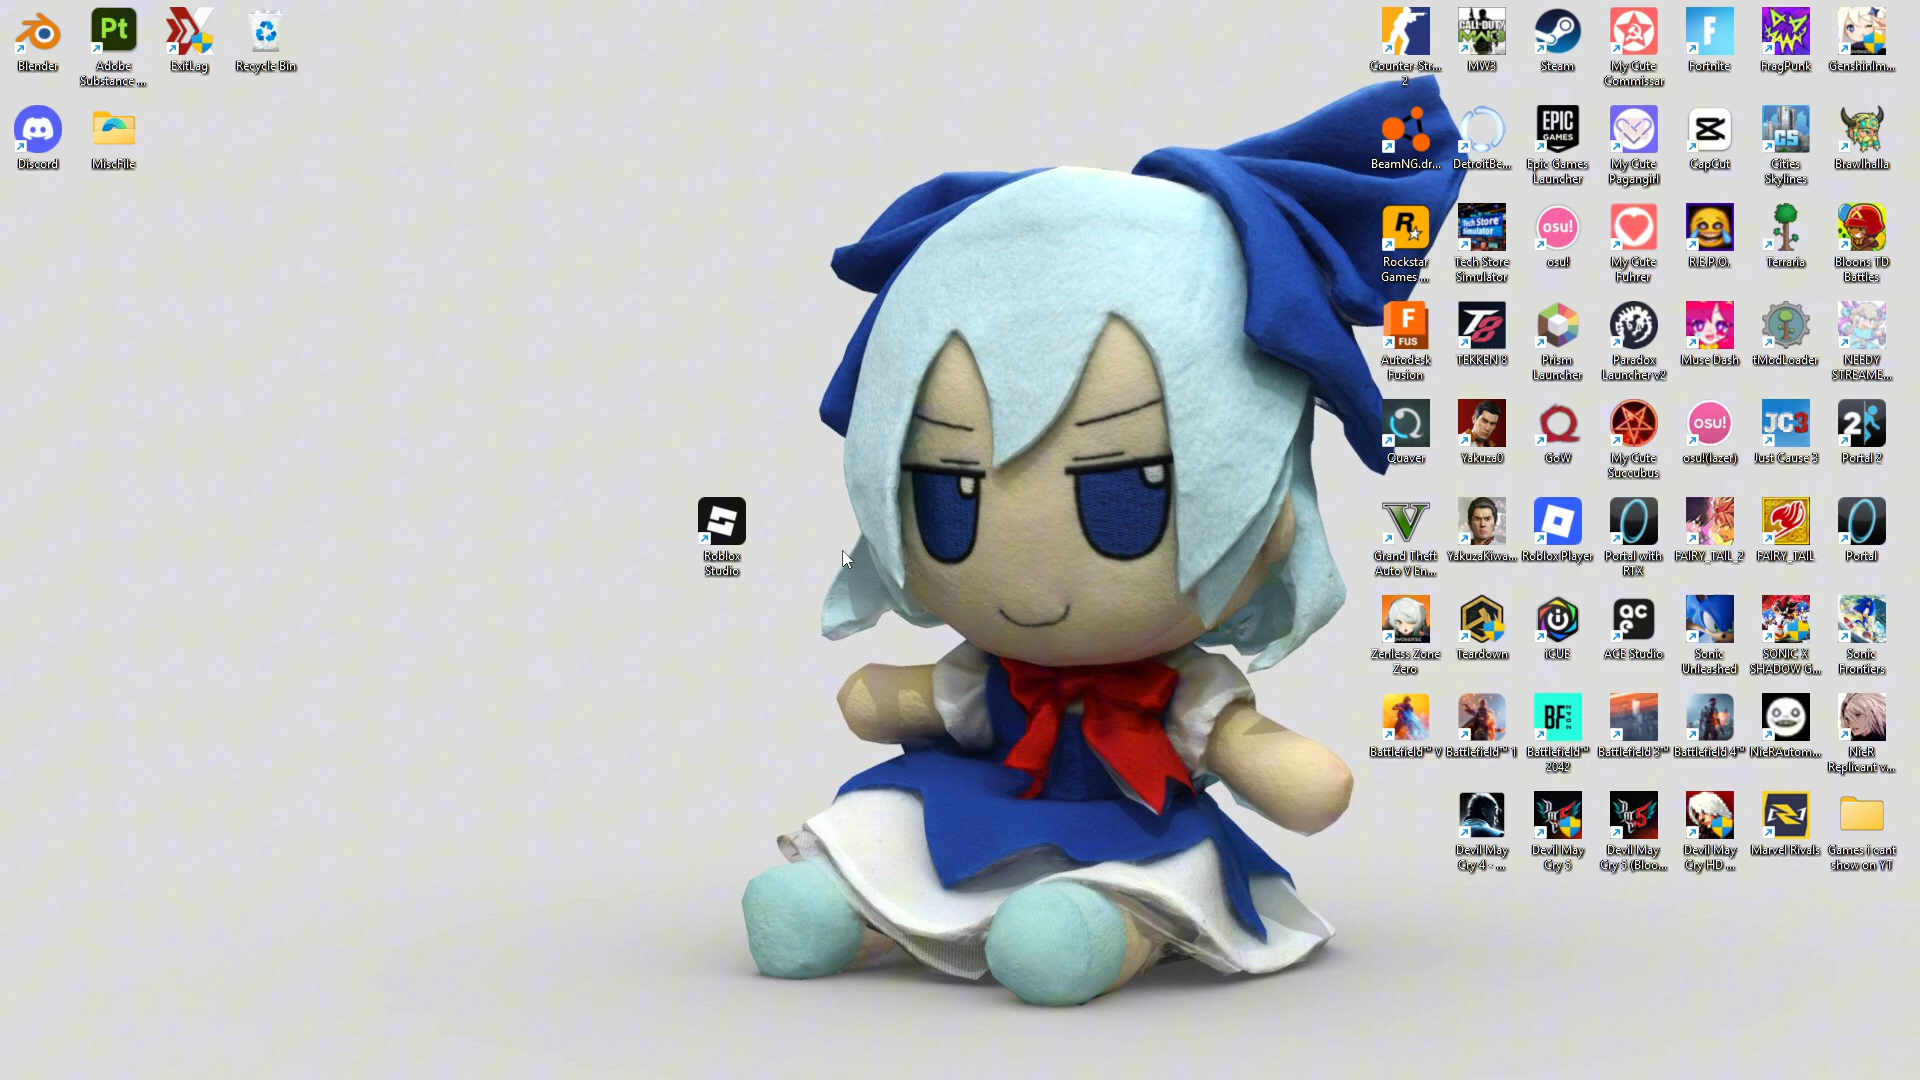 Blender
Adobe
Substance ...
ExitLag
Recycle Bin
Discord
MiscFile
Roblox
Studio
Counter-Str...
2
MW3
Steam
My Cute
Commissar
Fortnite
FragPunk
GenshinIm...
BeamNG.dr...
DetroitBe...
Epic Games
Launcher
My Cute
Pagangirl
CapCut
Cities
Skylines
Brawlhalla
Rockstar
Games ...
Tech Store
Simulator
osu!
My Cute
Fuhrer
R.E.P.O.
Terraria
Bloons TD
Battles
Autodesk
Fusion
TEKKEN 8
Prism
Launcher
Paradox
Launcher v2
Muse Dash
tModLoader
NEEDY
STREAME...
Quaver
Yakuza0
GoW
My Cute
Succubus
osu!(lazer)
Just Cause 3
Portal 2
Grand Theft
Auto V En...
YakuzaKiwa...
Roblox Player
Portal with
RTX
FAIRY_TAIL_2
FAIRY_TAIL
Portal
Zenless Zone
Zero
Teardown
iCUE
ACE Studio
Sonic
Unleashed
SONIC X
SHADOW G...
Sonic
Frontiers
Battlefield™ V
Battlefield™ 1
Battlefield™
2042
Battlefield 3™
Battlefield 4™
NieRAutom...
NieR
Replicant v...
Devil May
Cry 4 - ...
Devil May
Cry 5
Devil May
Cry 5 (Bloo...
Devil May
Cry HD ...
Marvel Rivals
Games i cant
show on YT